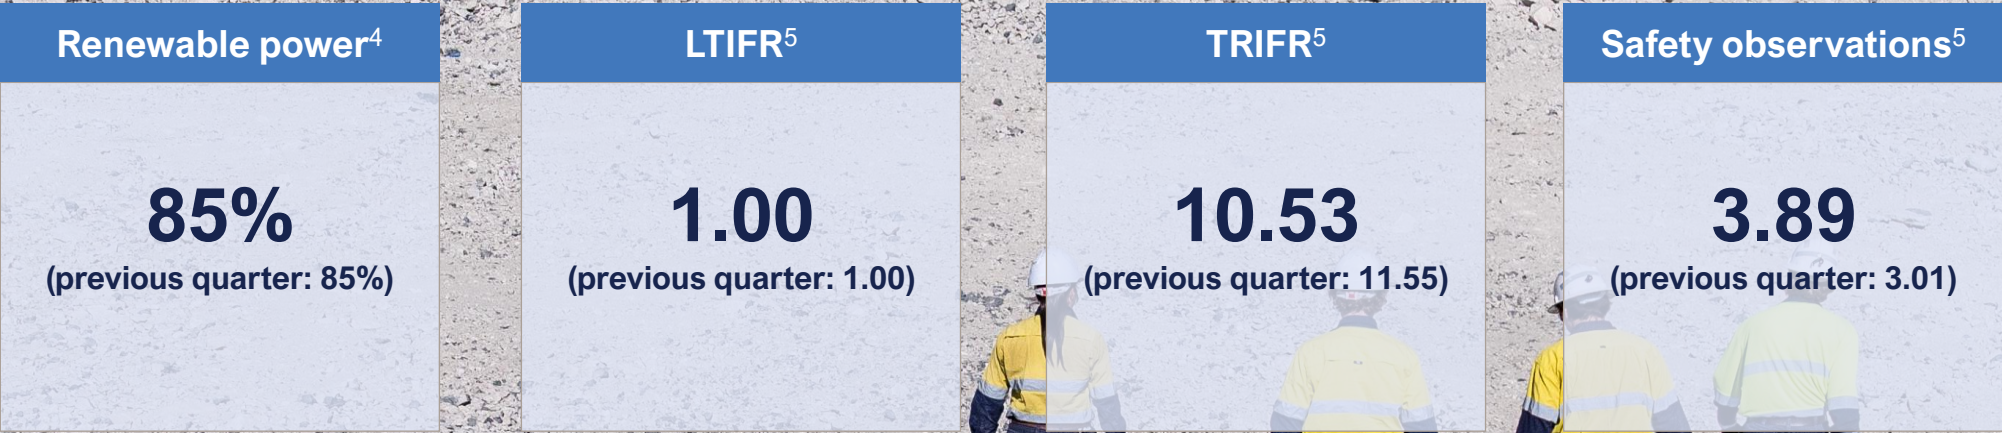 Renewable power4
85%
(previous quarter: 85%)
LTIFR5
1.00
(previous quarter: 1.00)
TRIFR5
10.53
(previous quarter: 11.55)
Safety observations5
3.89
(previous quarter: 3.01)